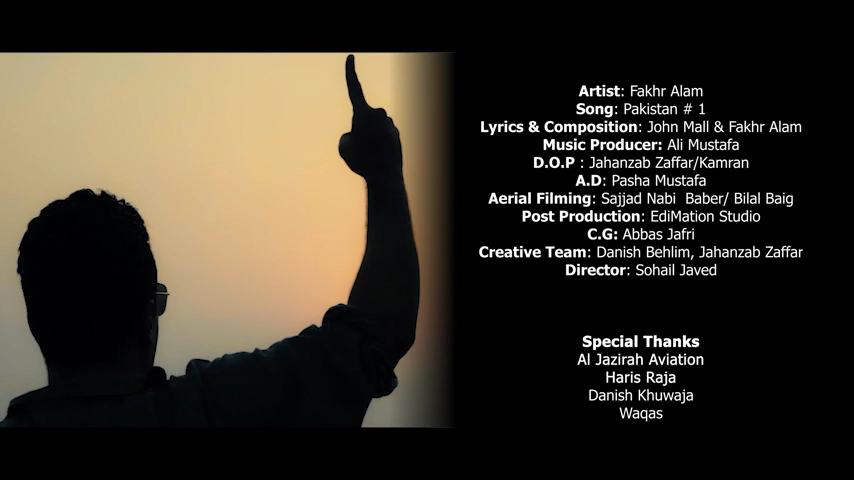 Artist: Fakhr Alam
Song: Pakistan # 1
Lyrics & Composition: John Mall & Fakhr Alam
Music Producer: Ali Mustafa
D.O.P : Jahanzab Zaffar/Kamran
A.D: Pasha Mustafa
Aerial Filming: Sajjad Nabi  Baber/ Bilal Baig
Post Production: EdiMation Studio
C.G: Abbas Jafri
Creative Team: Danish Behlim, Jahanzab Zaffar
Director: Sohail Javed
Special Thanks
Al Jazirah Aviation
Haris Raja
Danish Khuwaja
Waqas